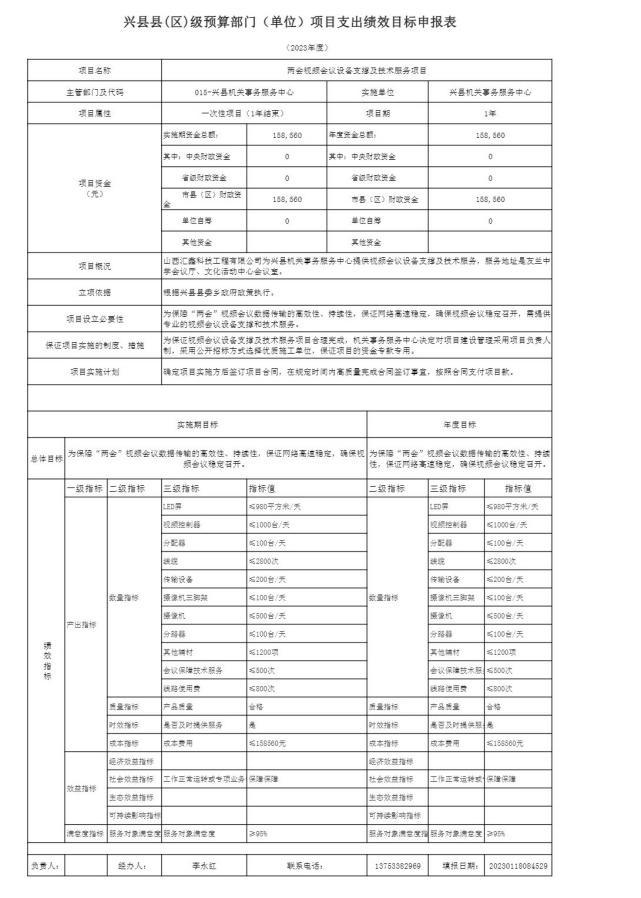 兴县县(区)级预算部门（单位）项目支出绩效目标申报表
（2023年度）
项目名称 两会视频会议设备支撑及技术服务项目
主管部门及代码 015-兴县机关事务服务中心 实施单位 兴县机关事务服务中心
项目属性 一次性项目（1年结束） 项目期 1年
项目资金
（元）
实施期资金总额： 158,560 年度资金总额： 158,560
其中：中央财政资金 0 其中：中央财政资金 0
省级财政资金 0 省级财政资金 0
市县（区）财政资金 158,560 市县（区）财政资金 158,560
单位自筹 0 单位自筹 0
其他资金 其他资金
项目概况 山西汇鑫科技工程有限公司为兴县机关事务服务中心提供视频会议设备支撑及技术服务，服务地址是友兰中
学会议厅、文化活动中心会议室。
立项依据 根据兴县县委乡政府政策执行。
项目设立必要性 为保障“两会”视频会议数据传输的高效性、持续性，保证网络高速稳定，确保视频会议稳定召开，需提供
专业的视频会议设备支撑和技术服务。
保证项目实施的制度、措施 为保证视频会议设备支撑及技术服务项目合理完成，机关事务服务中心决定对项目建设管理采用项目负责人
制，采用公开招标方式选择优质施工单位，保证项目的资金专款专用。
项目实施计划 确定项目实施方后签订项目合同，在规定时间内高质量完成合同签订事宜，按照合同支付项目款。
实施期目标 年度目标
总体目标 为保障“两会”视频会议数据传输的高效性、持续性，保证网络高速稳定，确保视
频会议稳定召开。 为保障“两会”视频会议数据传输的高效性、持续
性，保证网络高速稳定，确保视频会议稳定召开。
绩效指标
一级指标 二级指标 三级指标 指标值 二级指标 三级指标 指标值
产出指标 数量指标 LED屏 ≤980平方米/天 数量指标 LED屏 ≤980平方米/天
视频控制器 ≤1000台/天 视频控制器 ≤1000台/天
分配器 ≤100台/天 分配器 ≤100台/天
线缆 ≤2800次 线缆 ≤2800次
传输设备 ≤200台/天 传输设备 ≤200台/天
摄像机三脚架 ≤100台/天 摄像机三脚架 ≤100台/天
摄像机 ≤500台/天 摄像机 ≤500台/天
分路器 ≤100台/天 分路器 ≤100台/天
其他辅材 ≤1200项 其他辅材 ≤1200项
会议保障技术服务 ≤500次 会议保障技术服 ≤500次
线路使用费 ≤800次 线路使用费 ≤800次
质量指标 产品质量 合格 质量指标 产品质量 合格
时效指标 是否及时提供服务 是 时效指标 是否及时提供服 是
成本指标 成本费用 ≤158560元 成本指标 成本费用 ≤158560元
效益指标 经济效益指标 经济效益指标
社会效益指标 工作正常运转或专项业务 保障保障 社会效益指标 工作正常运转或 保障保障
生态效益指标 生态效益指标
可持续影响指标 可持续影响指标
满意度指标 服务对象满意度 服务对象满意度 ≥95% 服务对象满意度指 服务对象满意度 ≥95%
负责人： 经办人： 李永红 联系电话： 13753382969 填报日期： 20230118084529